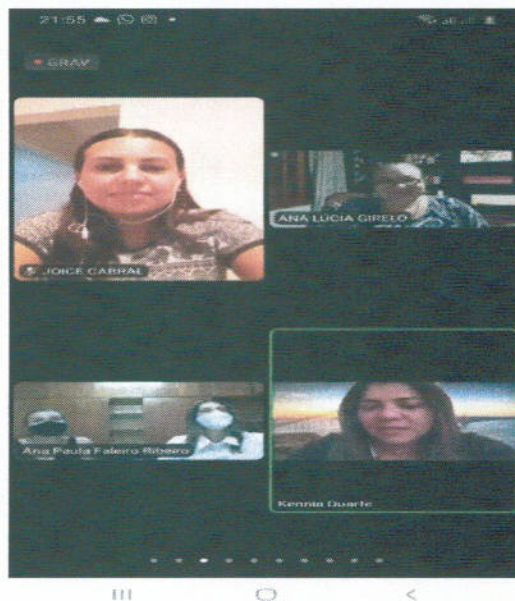 21:55
GRAV
JOICE CABRAL
ANA LÚCIA GIRELO
Ana Paula Faleiro Ribeiro
Kennia Duarte